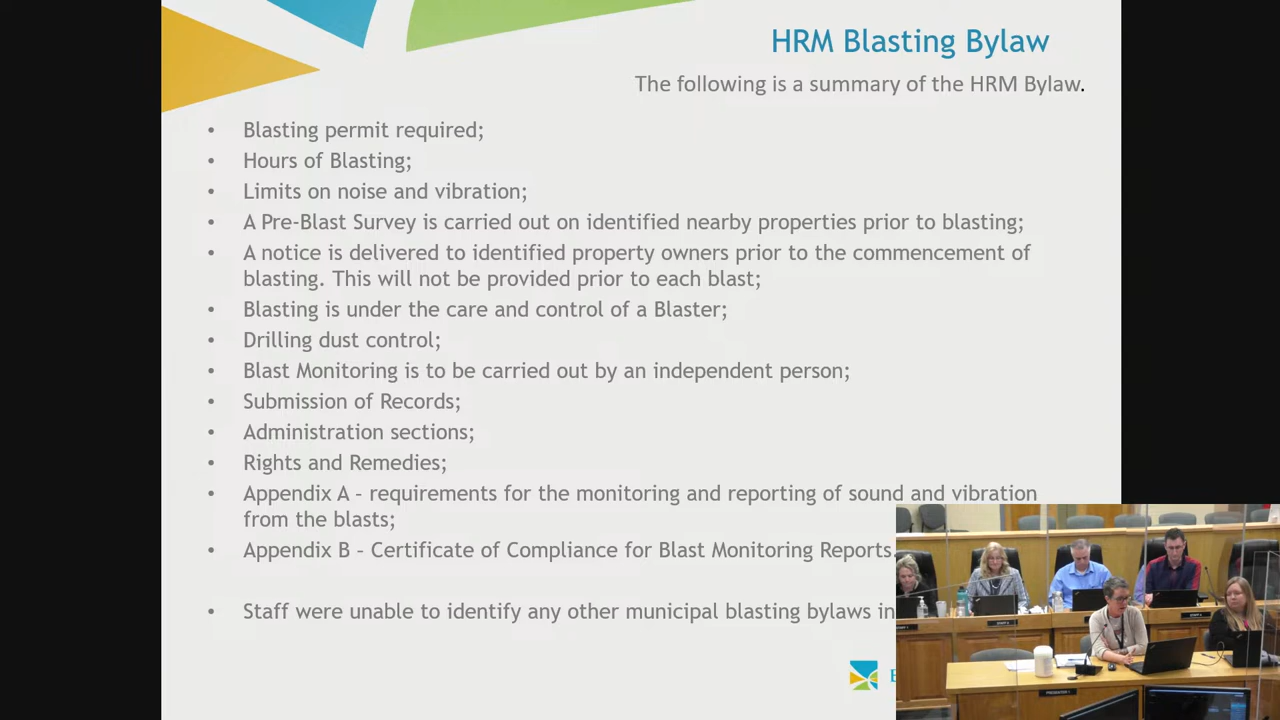 HRM Blasting Bylaw
The following is a summary of the HRM Bylaw.
• Blasting permit required;
• Hours of Blasting;
• Limits on noise and vibration;
• A Pre-Blast Survey is carried out on identified nearby properties prior to blasting;
• A notice is delivered to identified property owners prior to the commencement of
blasting. This will not be provided prior to each blast;
• Blasting is under the care and control of a Blaster;
• Drilling dust control;
• Blast Monitoring is to be carried out by an independent person;
• Submission of Records;
• Administration sections;
• Rights and Remedies;
• Appendix A – requirements for the monitoring and reporting of sound and vibration
from the blasts;
• Appendix B – Certificate of Compliance for Blast Monitoring Reports.
• Staff were unable to identify any other municipal blasting bylaws in